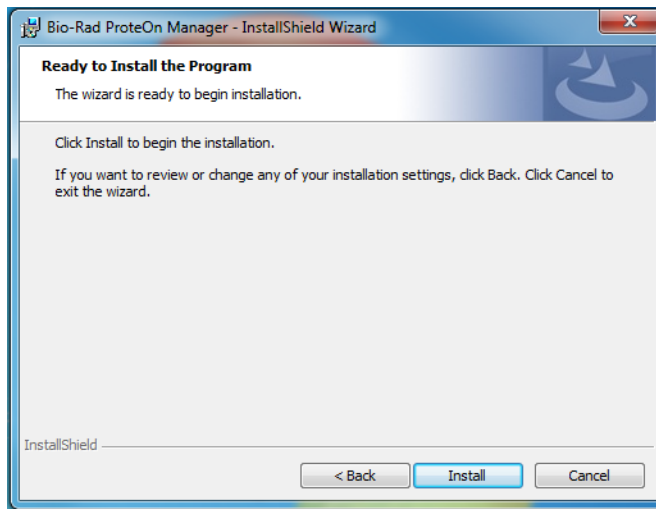 Bio-Rad ProteOn Manager - InstallShield Wizard
Ready to Install the Program
The wizard is ready to begin installation.
Click Install to begin the installation.
If you want to review or change any of your installation settings, click Back. Click Cancel to
exit the wizard.
InstallShield
< Back
Install
Cancel